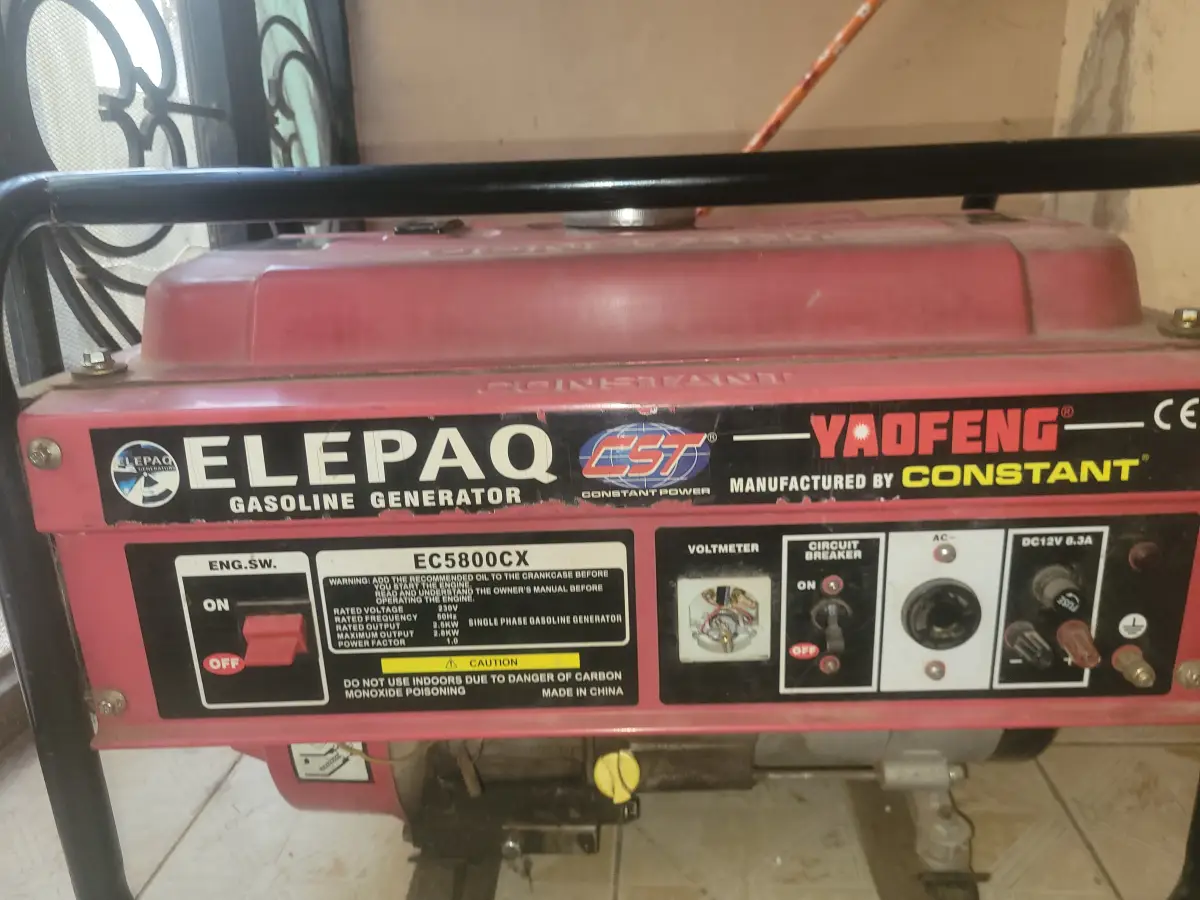 CONSTANT
ELEPAQ
GENERATORS
ELEPAQ
GASOLINE GENERATOR
CST®
CONSTANT POWER
YAOFENG®
MANUFACTURED BY CONSTANT®
CE
ENG.SW.
ON
OFF
EC5800CX
WARNING: ADD THE RECOMMENDED OIL TO THE CRANKCASE BEFORE
YOU START THE ENGINE.
READ AND UNDERSTAND THE OWNER'S MANUAL BEFORE
OPERATING THE ENGINE.
RATED VOLTAGE 230V
RATED FREQUENCY 50Hz
RATED OUTPUT 2.5KW
MAXIMUM OUTPUT 2.8KW
POWER FACTOR 1.0
SINGLE PHASE GASOLINE GENERATOR
⚠ CAUTION
DO NOT USE INDOORS DUE TO DANGER OF CARBON
MONOXIDE POISONING
MADE IN CHINA
VOLTMETER
CIRCUIT
BREAKER
ON
OFF
AC~
DC12V 8.3A
FUSE
− +